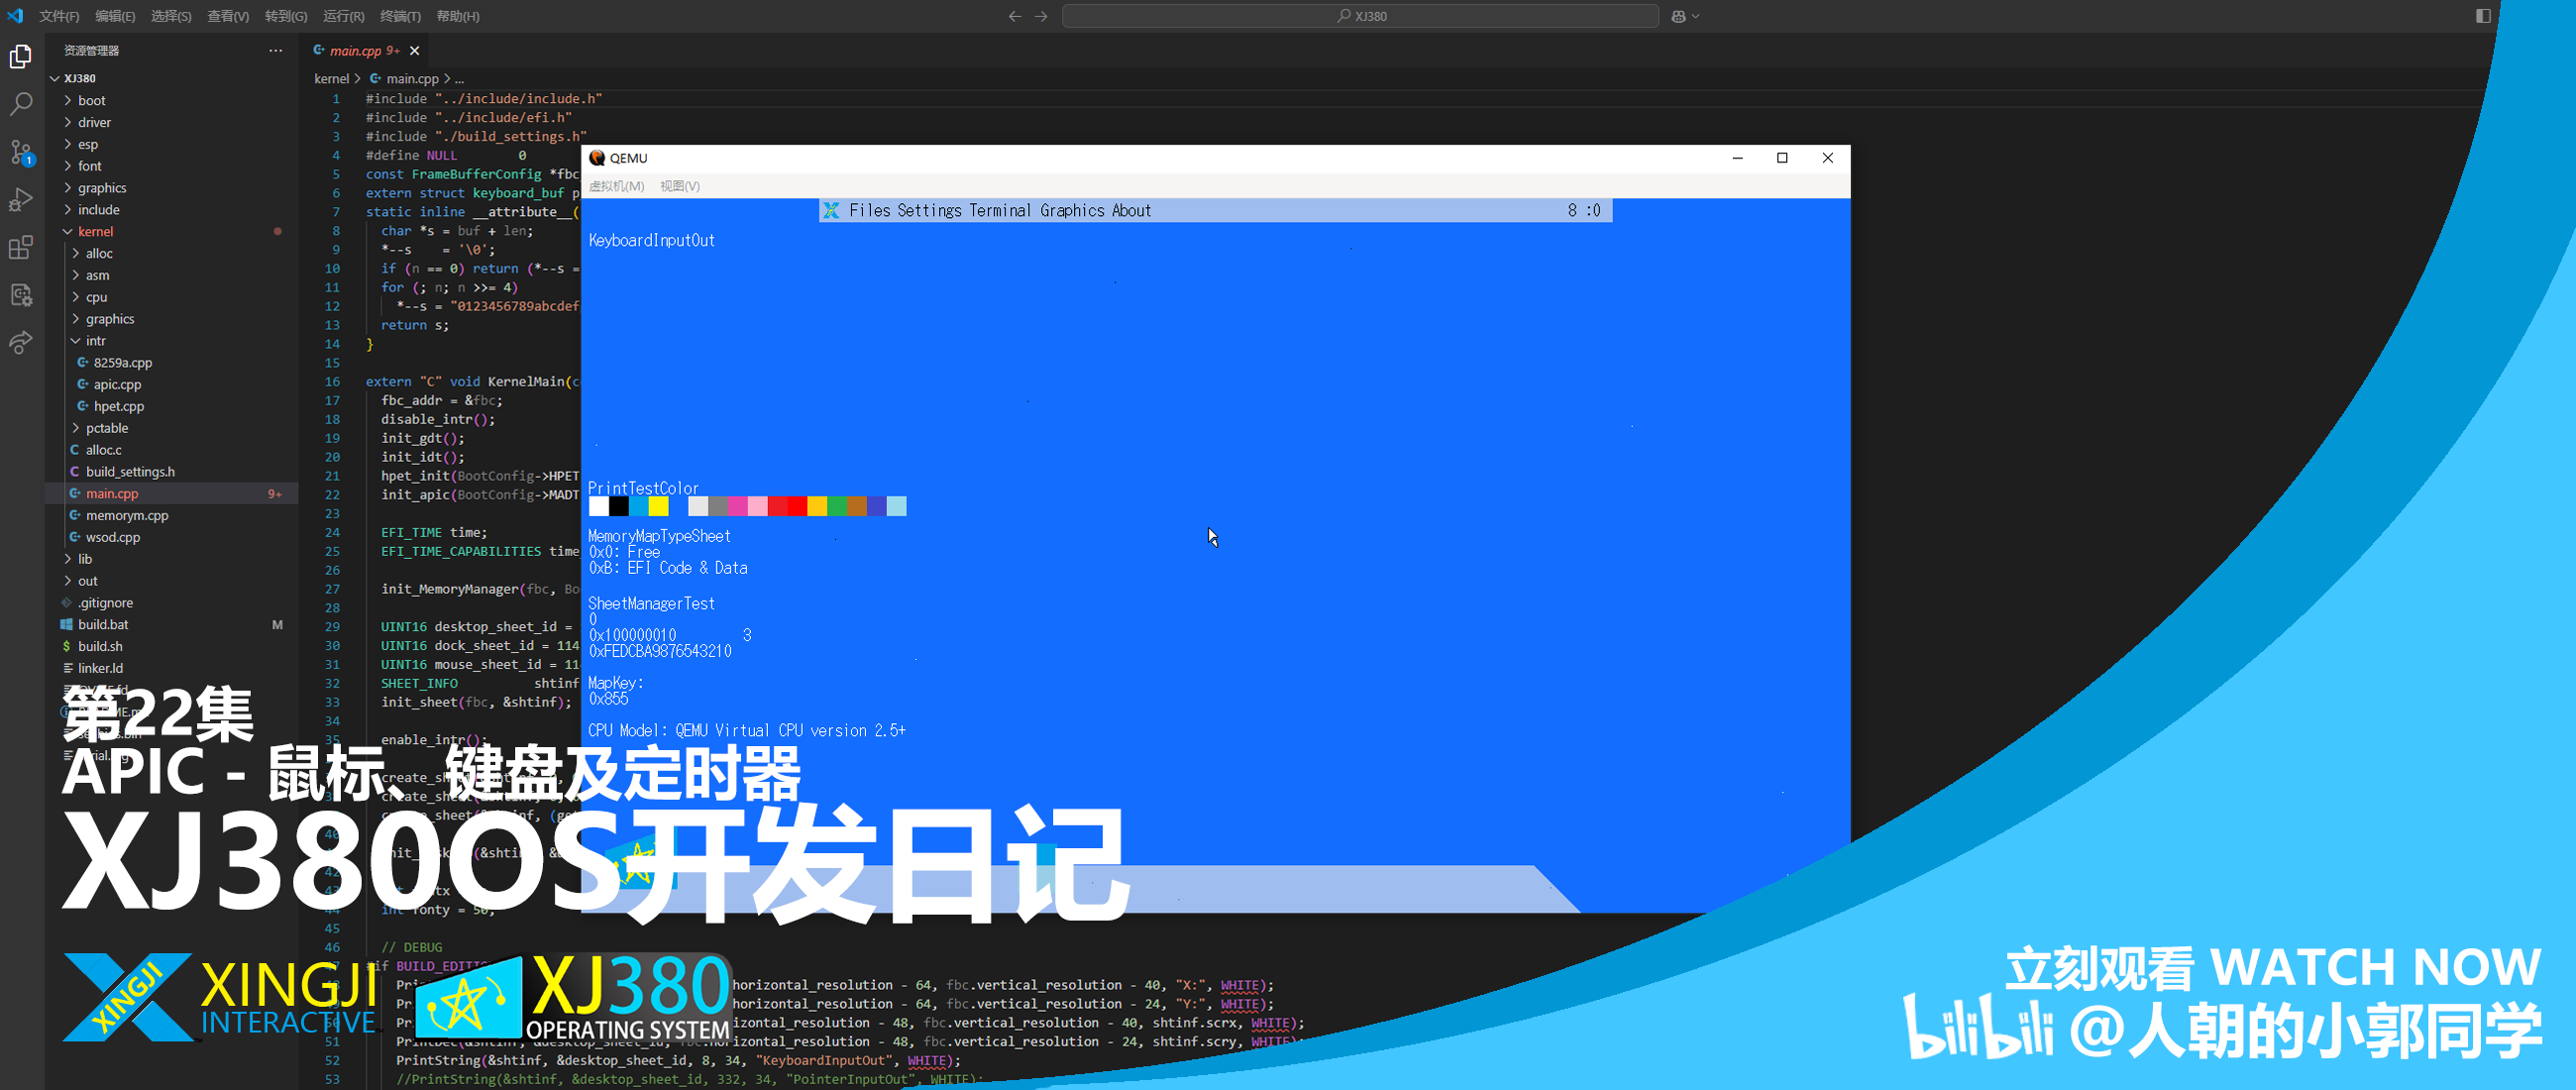 文件(F) 编辑(E) 选择(S) 查看(V) 转到(G) 运行(R) 终端(T) 帮助(H)
XJ380
资源管理器
XJ380
boot
driver
esp
font
graphics
include
kernel
alloc
asm
cpu
graphics
intr
8259a.cpp
apic.cpp
hpet.cpp
pctable
alloc.c
build_settings.h
main.cpp 9+
memorym.cpp
wsod.cpp
lib
out
.gitignore
build.bat M
build.sh
linker.ld
main.cpp 9+
kernel > main.cpp > ...
1 #include "../include/include.h"
2 #include "../include/efi.h"
3 #include "./build_settings.h"
4 #define NULL 0
5 const FrameBufferConfig *fbc
6 extern struct keyboard_buf p
7 static inline __attribute__(
8 char *s = buf + len;
9 *--s = '\0';
10 if (n == 0) return (*--s =
11 for (; n; n >>= 4)
12 *--s = "0123456789abcdef
13 return s;
14 }
15
16 extern "C" void KernelMain(c
17 fbc_addr = &fbc;
18 disable_intr();
19 init_gdt();
20 init_idt();
21 hpet_init(BootConfig->HPET
22 init_apic(BootConfig->MADT
23
24 EFI_TIME time;
25 EFI_TIME_CAPABILITIES time
26
27 init_MemoryManager(fbc, Bo
28
29 UINT16 desktop_sheet_id =
30 UINT16 dock_sheet_id = 114
31 UINT16 mouse_sheet_id = 114
32 SHEET_INFO shtinf
33 init_sheet(fbc, &shtinf);
34
35 enable_intr();
45
46 // DEBUG
horizontal_resolution - 64, fbc.vertical_resolution - 40, "X:", WHITE);
horizontal_resolution - 64, fbc.vertical_resolution - 24, "Y:", WHITE);
rizontal_resolution - 48, fbc.vertical_resolution - 40, shtinf.scrx, WHITE);
51 horizontal_resolution - 48, fbc.vertical_resolution - 24, shtinf.scry, WHITE);
52 PrintString(&shtinf, &desktop_sheet_id, 8, 34, "KeyboardInputOut", WHITE);
53 //PrintString(&shtinf, &desktop_sheet_id, 332, 34, "PointerInputOut", WHITE);
QEMU
虚拟机(M) 视图(V)
Files Settings Terminal Graphics About 8 :0
KeyboardInputOut
PrintTestColor
MemoryMapTypeSheet
0x0: Free
0xB: EFI Code & Data
SheetManagerTest
0
0x100000010 3
0xFEDCBA9876543210
MapKey:
0x855
CPU Model: QEMU Virtual CPU version 2.5+
第22集
APIC - 鼠标、键盘及定时器
XJ380OS开发日记
XINGJI
XINGJI
INTERACTIVE
XJ380
OPERATING SYSTEM
立刻观看 WATCH NOW
bilibili @人朝的小郭同学